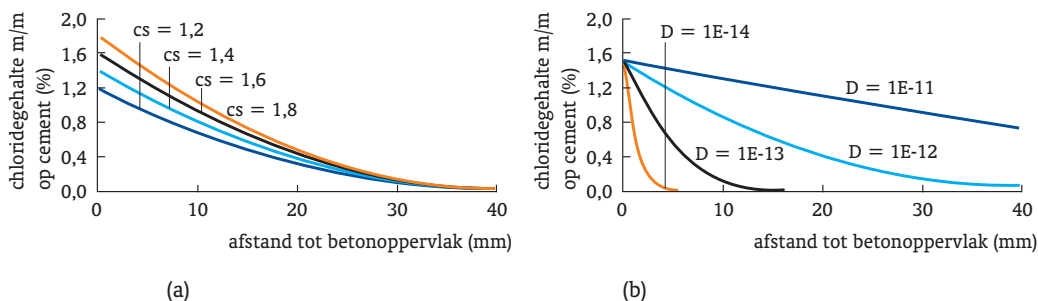 chloridegehalte m/m
op cement (%)
2,0
1,6
1,2
0,8
0,4
0,0
cs = 1,2
cs = 1,4
cs = 1,6
cs = 1,8
0
10
20
30
40
afstand tot betonoppervlak (mm)
(a)
chloridegehalte m/m
op cement (%)
2,0
1,6
1,2
0,8
0,4
0,0
D = 1E-14
D = 1E-11
D = 1E-13
D = 1E-12
0
10
20
30
40
afstand tot betonoppervlak (mm)
(b)